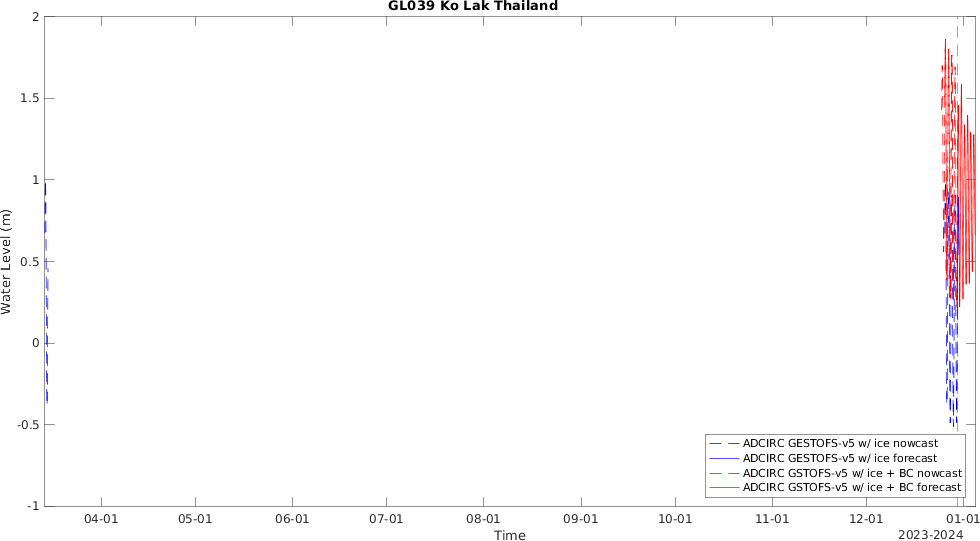 GL039 Ko Lak Thailand
2
1.5
1
0.5
0
-0.5
-1
Water Level (m)
ADCIRC GESTOFS-v5 w/ ice nowcast
ADCIRC GESTOFS-v5 w/ ice forecast
ADCIRC GSTOFS-v5 w/ ice + BC nowcast
ADCIRC GSTOFS-v5 w/ ice + BC forecast
04-01 05-01 06-01 07-01 08-01 09-01 10-01 11-01 12-01 01-01
Time
2023-2024